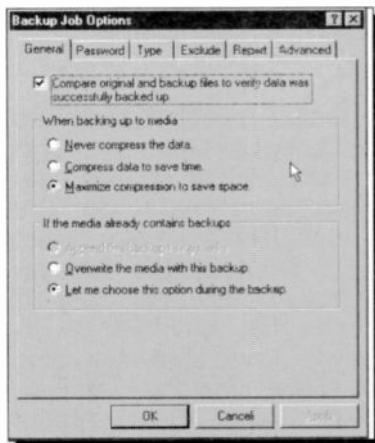 Backup Job Options
General Password Type Exclude Report Advanced
Compare original and backup files to verify data was
successfully backed up.
When backing up to media
Never compress the data.
Compress data to save time.
Maximize compression to save space.
If the media already contains backups
Overwrite the media with this backup.
Let me choose this option during the backup.
OK Cancel Apply